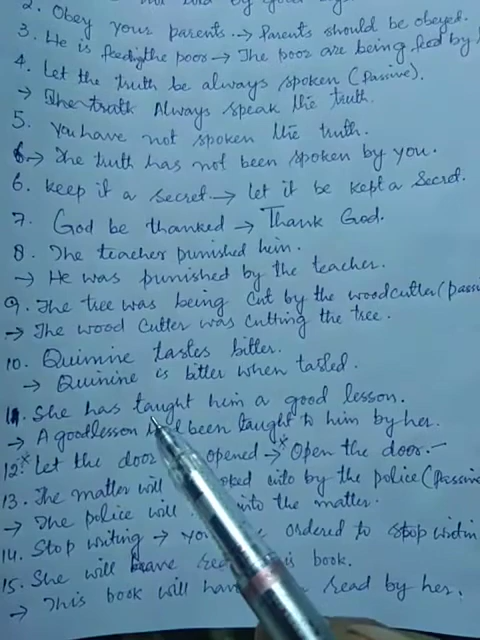 2. Obey your parents. → Parents should be obeyed.
3. He is feeding the poor → The poor are being fed by
4. Let the truth be always spoken (Passive).
→ The truth Always speak the truth.
5. You have not spoken the truth.
→ The truth has not been spoken by you.
6. Keep it a secret → let it be kept a secret.
7. God be thanked → Thank God.
8. The teacher punished him.
→ He was punished by the teacher.
9. The tree was being cut by the woodcutter (passi
→ The wood cutter was cutting the tree.
10. Quinine tastes bitter.
→ Quinine is bitter when tasted.
11. She has taught him a good lesson.
→ A good lesson been taught to him by her.
12. Let the door opened → Open the door.-
13. The matter will ooked into by the police (Passive
→ The police will into the matter.
14. Stop writing → you ordered to stop writin
15. She will have rea is book.
→ This book will have read by her.